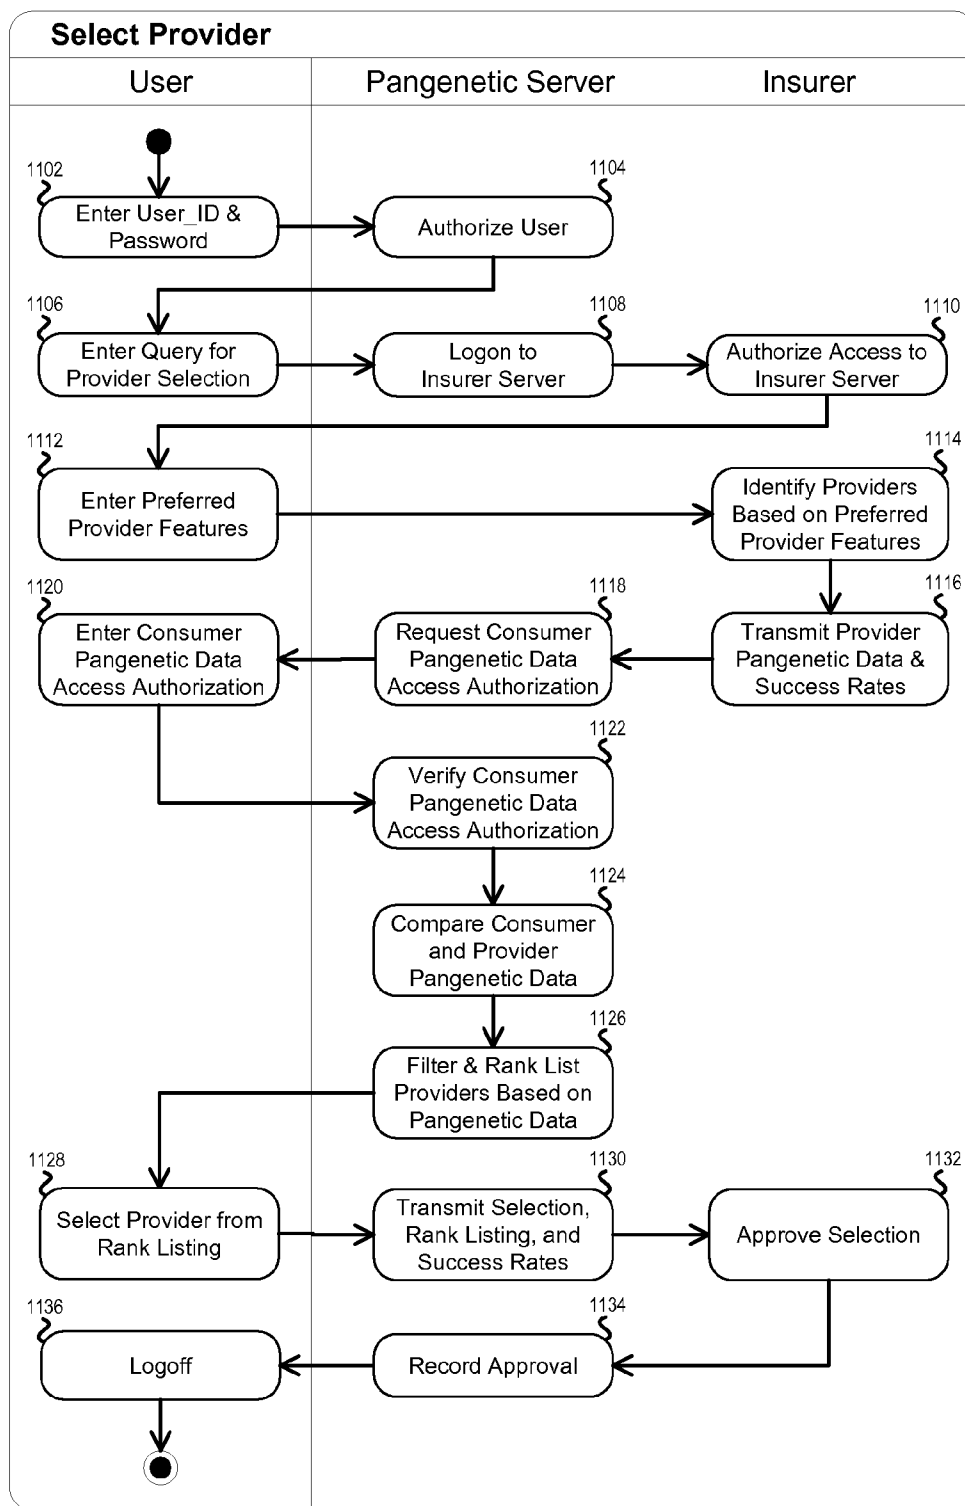 Select Provider
User
Pangenetic Server
Insurer
1102
Enter User_ID &
Password
1104
Authorize User
1106
Enter Query for
Provider Selection
1108
Logon to
Insurer Server
1110
Authorize Access to
Insurer Server
1112
Enter Preferred
Provider Features
1114
Identify Providers
Based on Preferred
Provider Features
1120
Enter Consumer
Pangenetic Data
Access Authorization
1118
Request Consumer
Pangenetic Data
Access Authorization
1116
Transmit Provider
Pangenetic Data &
Success Rates
1122
Verify Consumer
Pangenetic Data
Access Authorization
1124
Compare Consumer
and Provider
Pangenetic Data
1126
Filter & Rank List
Providers Based on
Pangenetic Data
1128
Select Provider from
Rank Listing
1130
Transmit Selection,
Rank Listing, and
Success Rates
1132
Approve Selection
1136
Logoff
1134
Record Approval